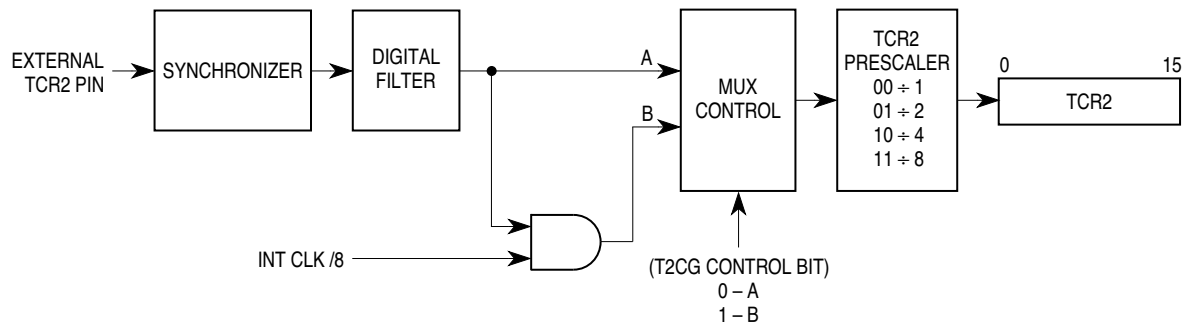 EXTERNAL
TCR2 PIN
SYNCHRONIZER
DIGITAL
FILTER
A
B
MUX
CONTROL
TCR2
PRESCALER
00 ÷ 1
01 ÷ 2
10 ÷ 4
11 ÷ 8
0 15
TCR2
INT CLK /8
(T2CG CONTROL BIT)
0 – A
1 – B